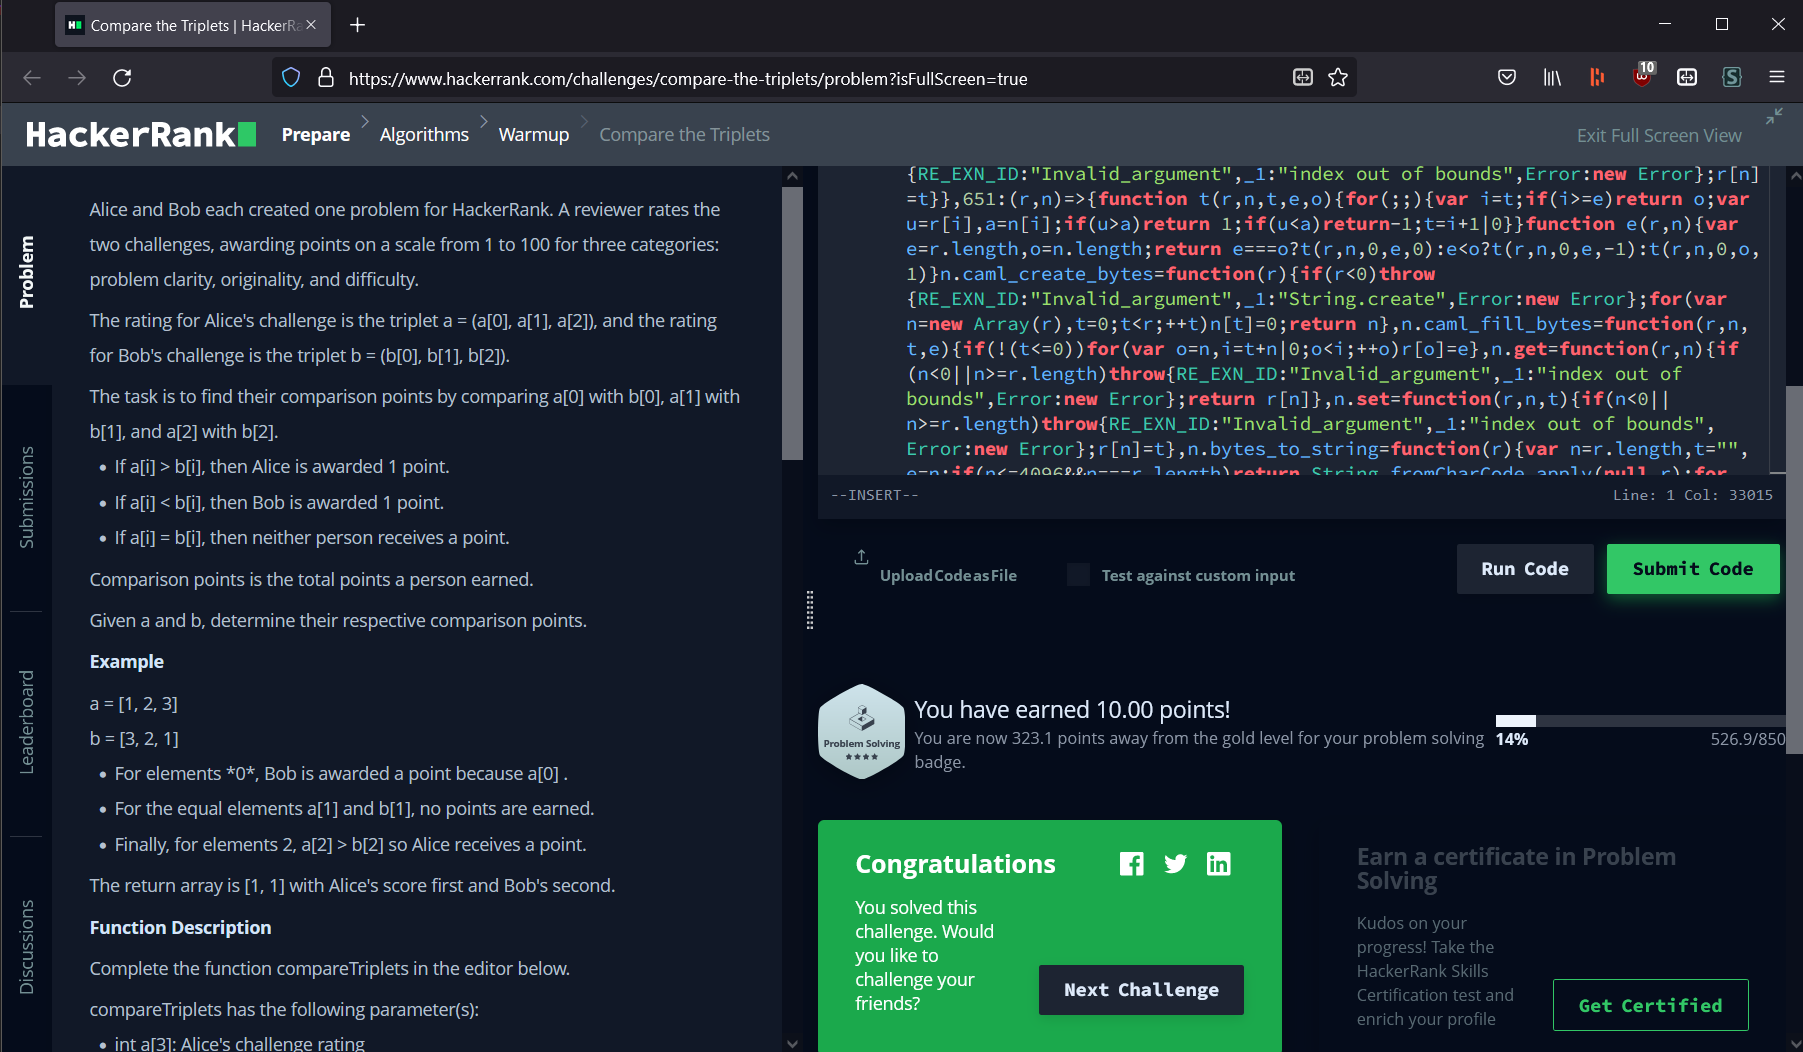 Compare the Triplets | HackerRa
https://www.hackerrank.com/challenges/compare-the-triplets/problem?isFullScreen=true
10
HackerRank
Prepare
Algorithms
Warmup
Compare the Triplets
Exit Full Screen View
Problem
Submissions
Leaderboard
Discussions
Alice and Bob each created one problem for HackerRank. A reviewer rates the
two challenges, awarding points on a scale from 1 to 100 for three categories:
problem clarity, originality, and difficulty.
The rating for Alice's challenge is the triplet a = (a[0], a[1], a[2]), and the rating
for Bob's challenge is the triplet b = (b[0], b[1], b[2]).
The task is to find their comparison points by comparing a[0] with b[0], a[1] with
b[1], and a[2] with b[2].
• If a[i] > b[i], then Alice is awarded 1 point.
• If a[i] < b[i], then Bob is awarded 1 point.
• If a[i] = b[i], then neither person receives a point.
Comparison points is the total points a person earned.
Given a and b, determine their respective comparison points.
Example
a = [1, 2, 3]
b = [3, 2, 1]
• For elements *0*, Bob is awarded a point because a[0] .
• For the equal elements a[1] and b[1], no points are earned.
• Finally, for elements 2, a[2] > b[2] so Alice receives a point.
The return array is [1, 1] with Alice's score first and Bob's second.
Function Description
Complete the function compareTriplets in the editor below.
compareTriplets has the following parameter(s):
• int a[3]: Alice's challenge rating
{RE_EXN_ID:"Invalid_argument",_1:"index out of bounds",Error:new Error};r[n]
=t}},651:(r,n)=>{function t(r,n,t,e,o){for(;;){var i=t;if(i>=e)return o;var
u=r[i],a=n[i];if(u>a)return 1;if(u<a)return-1;t=i+1|0}}function e(r,n){var
e=r.length,o=n.length;return e===o?t(r,n,0,e,0):e<o?t(r,n,0,e,-1):t(r,n,0,o,
1)}n.caml_create_bytes=function(r){if(r<0)throw
{RE_EXN_ID:"Invalid_argument",_1:"String.create",Error:new Error};for(var
n=new Array(r),t=0;t<r;++t)n[t]=0;return n},n.caml_fill_bytes=function(r,n,
t,e){if(!(t<=0))for(var o=n,i=t+n|0;o<i;++o)r[o]=e},n.get=function(r,n){if
(n<0||n>=r.length)throw{RE_EXN_ID:"Invalid_argument",_1:"index out of
bounds",Error:new Error};return r[n]},n.set=function(r,n,t){if(n<0||
n>=r.length)throw{RE_EXN_ID:"Invalid_argument",_1:"index out of bounds",
Error:new Error};r[n]=t},n.bytes_to_string=function(r){var n=r.length,t="",
e=n;if(n<=4096&&n===r.length)return String.fromCharCode.apply(null,r);for
--INSERT--
Line: 1 Col: 33015
Upload Code as File
Test against custom input
Run Code
Submit Code
Problem Solving
You have earned 10.00 points!
You are now 323.1 points away from the gold level for your problem solving
badge.
14%
526.9/850
Congratulations
You solved this
challenge. Would
you like to
challenge your
friends?
Next Challenge
Earn a certificate in Problem
Solving
Kudos on your
progress! Take the
HackerRank Skills
Certification test and
enrich your profile
Get Certified